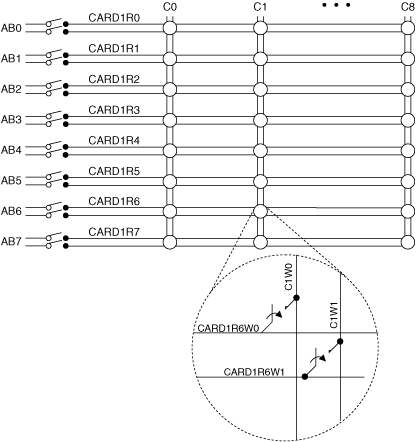 C0 C1 • • • C8
AB0 CARD1R0
AB1 CARD1R1
AB2 CARD1R2
AB3 CARD1R3
AB4 CARD1R4
AB5 CARD1R5
AB6 CARD1R6
AB7 CARD1R7
C1W0
C1W1
CARD1R6W0
CARD1R6W1